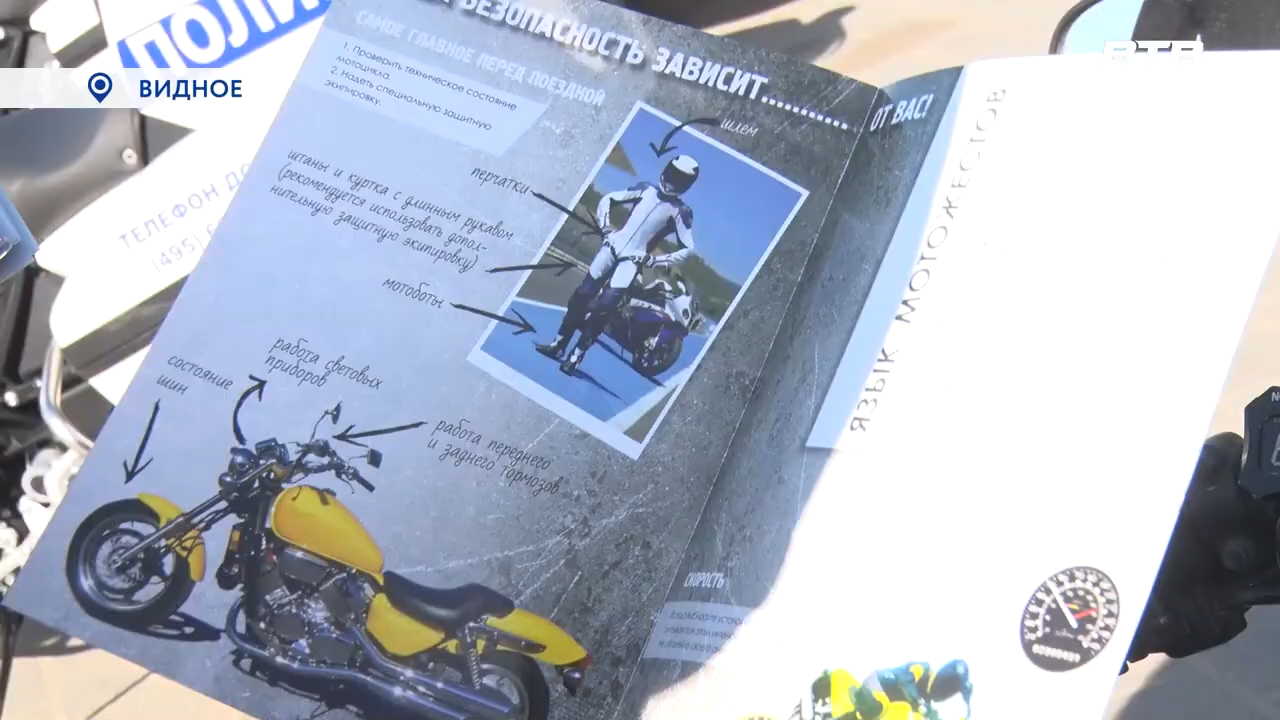 ПОЛИ
ВТВ
ВИДНОЕ
ТЕЛЕФОН ДО
(495)
БЕЗОПАСНОСТЬ ЗАВИСИТ..........
ОТ ВАС!
САМОЕ ГЛАВНОЕ ПЕРЕД ПОЕЗДКОЙ
1. Проверить техническое состояние
мотоцикла.
2. Надеть специальную защитную
экипировку.
шлем
перчатки
штаны и куртка с длинным рукавом
(рекомендуется использовать допол-
нительную защитную экипировку)
мотоботы
работа световых
приборов
состояние
шин
работа переднего
и заднего тормозов
ЯЗЫК МОТОЖЕСТОВ
СКОРОСТЬ